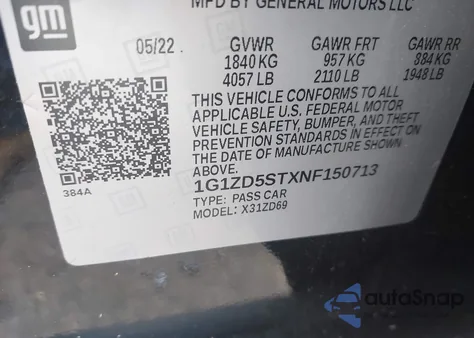 MFD BY GENERAL MOTORS LLC
gm
05/22 GVWR GAWR FRT GAWR RR
1840 KG 957 KG 884 KG
4057 LB 2110 LB 1948 LB
THIS VEHICLE CONFORMS TO ALL
APPLICABLE U.S. FEDERAL MOTOR
VEHICLE SAFETY, BUMPER, AND THEFT
PREVENTION STANDARDS IN EFFECT ON
THE DATE OF MANUFACTURE SHOWN
ABOVE.
384A
1G1ZD5STXNF150713
TYPE: PASS CAR
MODEL: X31ZD69
autoSnap